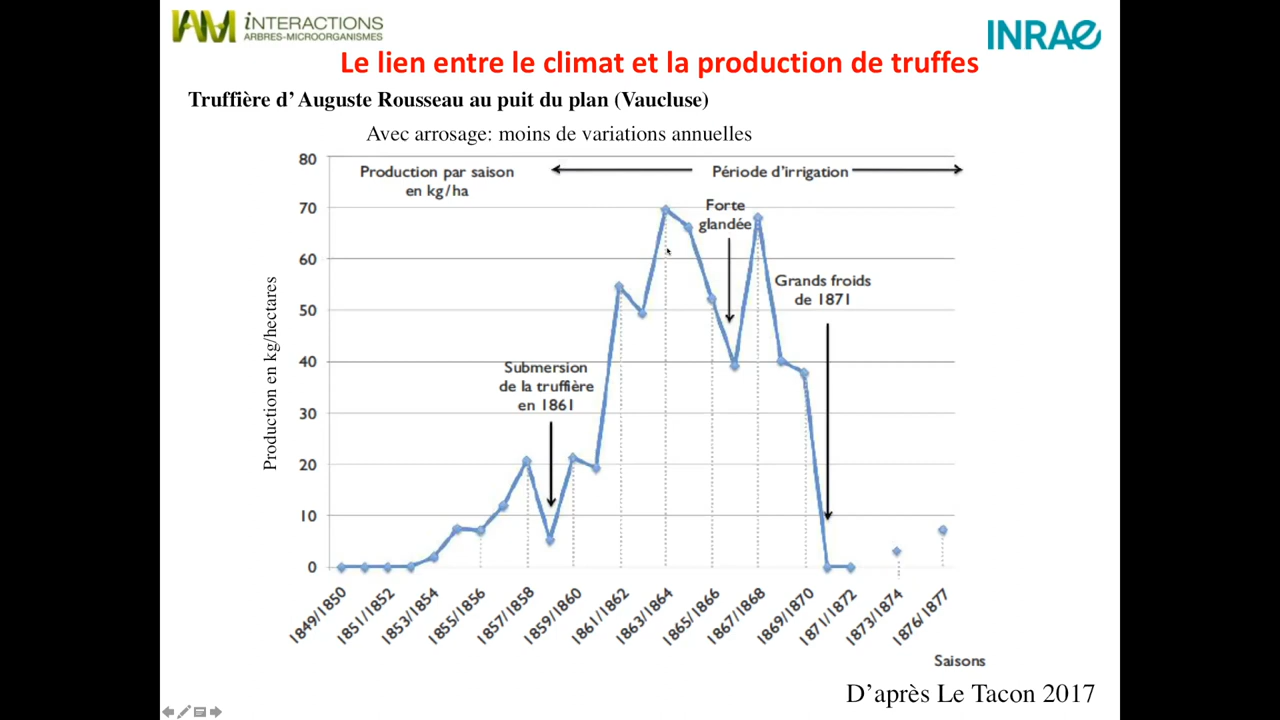 iNTERACTIONS
ARBRES-MICROORGANISMES
INRAE
Le lien entre le climat et la production de truffes
Truffière d’Auguste Rousseau au puit du plan (Vaucluse)
Avec arrosage: moins de variations annuelles
Production par saison
en kg/ha
Période d'irrigation
Forte
glandée
Grands froids
de 1871
Submersion
de la truffière
en 1861
Production en kg/hectares
80
70
60
50
40
30
20
10
0
1849/1850
1851/1852
1853/1854
1855/1856
1857/1858
1859/1860
1861/1862
1863/1864
1865/1866
1867/1868
1869/1870
1871/1872
1873/1874
1876/1877
Saisons
D’après Le Tacon 2017